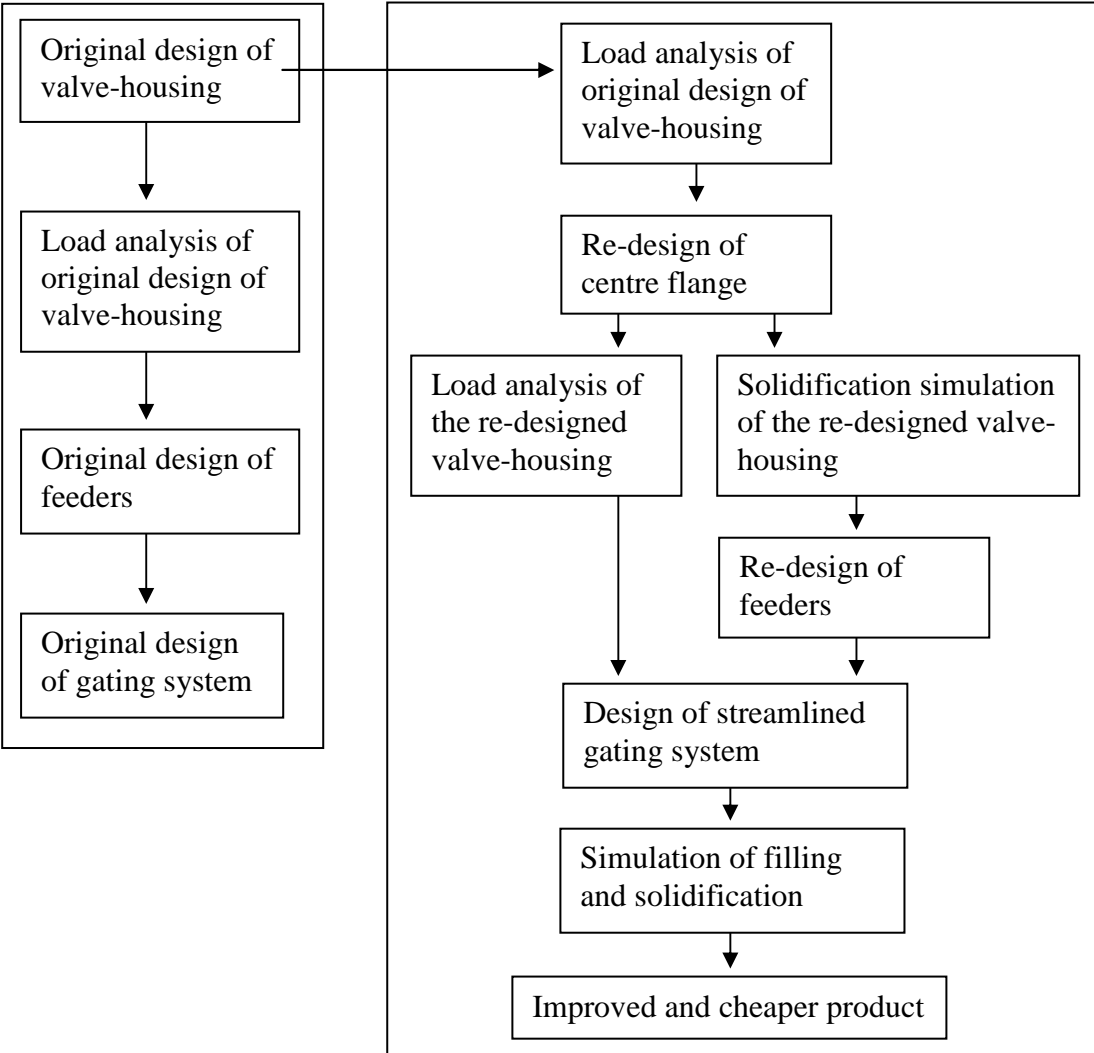 Original design of
valve-housing
Load analysis of
original design of
valve-housing
Original design of
feeders
Original design
of gating system
Load analysis of
original design of
valve-housing
Re-design of
centre flange
Load analysis of
the re-designed
valve-housing
Solidification simulation
of the re-designed valve-
housing
Re-design of
feeders
Design of streamlined
gating system
Simulation of filling
and solidification
Improved and cheaper product